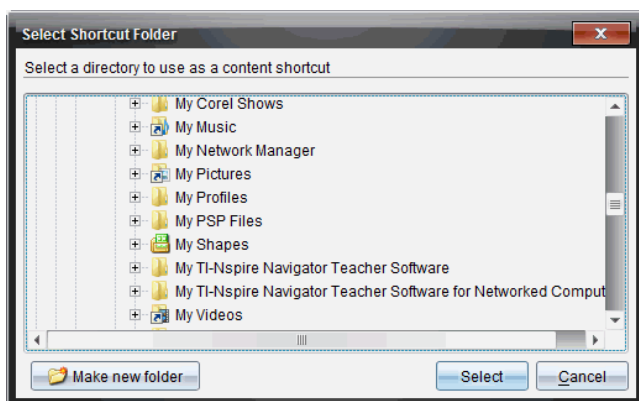 Select Shortcut Folder
Select a directory to use as a content shortcut
My Corel Shows
My Music
My Network Manager
My Pictures
My Profiles
My PSP Files
My Shapes
My TI-Nspire Navigator Teacher Software
My TI-Nspire Navigator Teacher Software for Networked Comput
My Videos
Make new folder
Select
Cancel